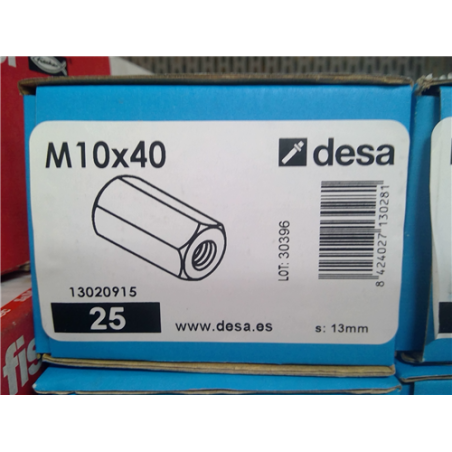 M10x40
desa
13020915
25
www.desa.es
LOT: 30396
8 424027 130281
s: 13mm
fis